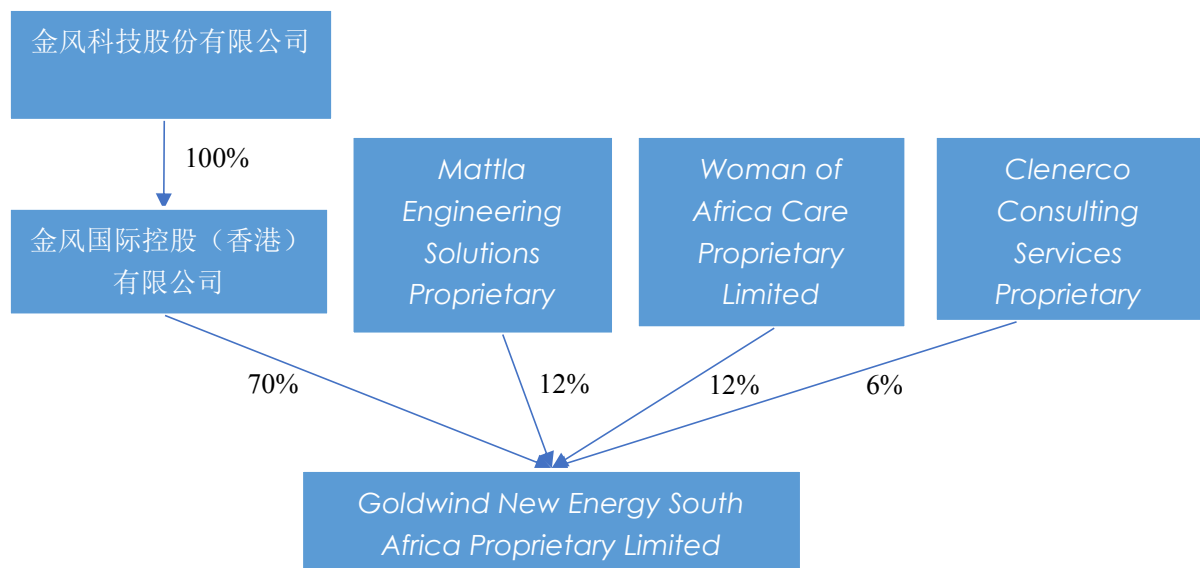 金风科技股份有限公司
100%
金风国际控股（香港）
有限公司
Mattla
Engineering
Solutions
Proprietary
Woman of
Africa Care
Proprietary
Limited
Clenerco
Consulting
Services
Proprietary
70%
12%
12%
6%
Goldwind New Energy South
Africa Proprietary Limited